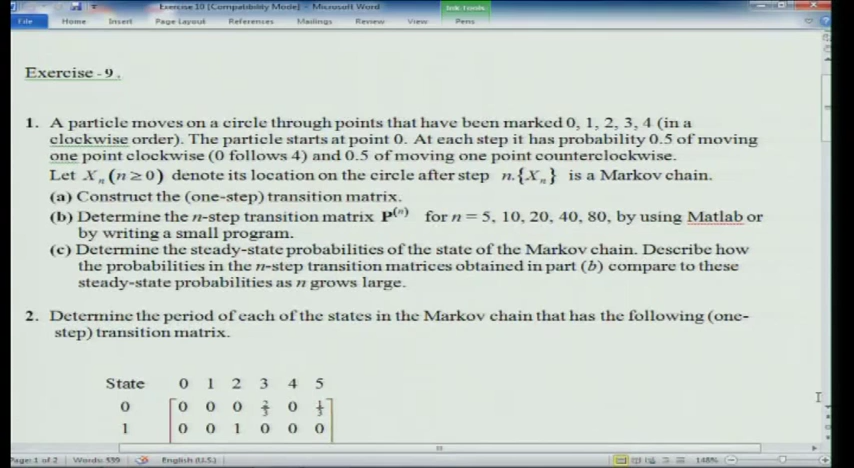 Exercise 10 [Compatibility Mode] - Microsoft Word
Ink Tools
File Home Insert Page Layout References Mailings Review View Pens
Exercise - 9 .
1. A particle moves on a circle through points that have been marked 0, 1, 2, 3, 4 (in a
clockwise order). The particle starts at point 0. At each step it has probability 0.5 of moving
one point clockwise (0 follows 4) and 0.5 of moving one point counterclockwise.
Let Xₙ (n ≥ 0) denote its location on the circle after step n.{Xₙ} is a Markov chain.
(a) Construct the (one-step) transition matrix.
(b) Determine the n-step transition matrix P⁽ⁿ⁾ for n = 5, 10, 20, 40, 80, by using Matlab or
by writing a small program.
(c) Determine the steady-state probabilities of the state of the Markov chain. Describe how
the probabilities in the n-step transition matrices obtained in part (b) compare to these
steady-state probabilities as n grows large.
2. Determine the period of each of the states in the Markov chain that has the following (one-
step) transition matrix.
State 0 1 2 3 4 5
0 0 0 0 2/3 0 1/3
1 0 0 1 0 0 0
Page: 1 of 2 Words: 539 English (U.S.) 148%